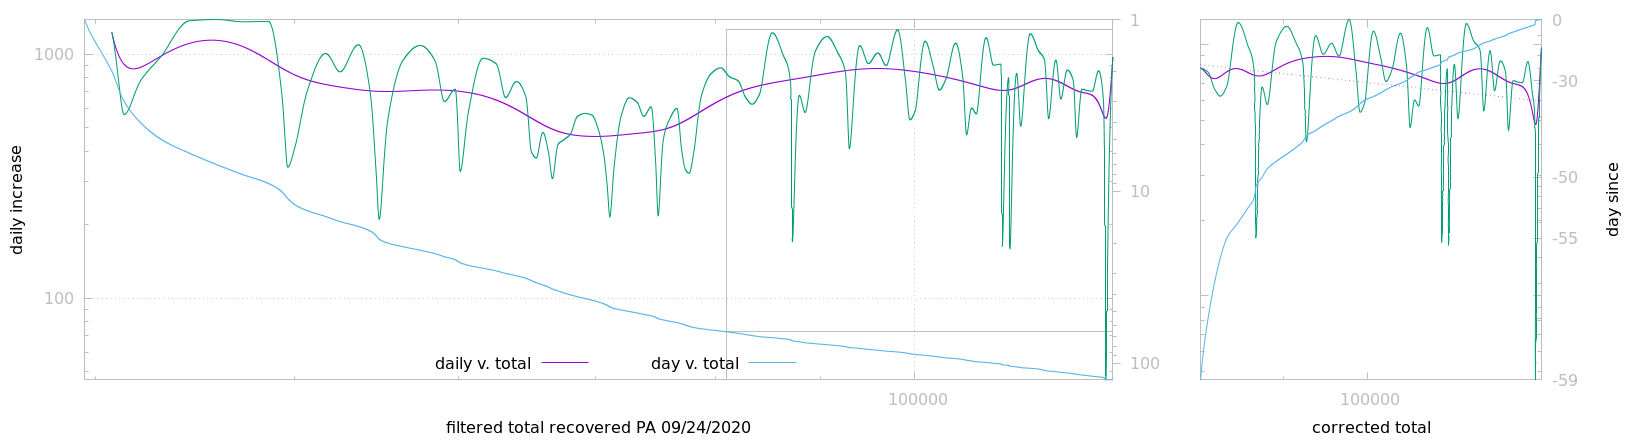 1000
100
daily increase
daily v. total
day v. total
100000
filtered total recovered PA 09/24/2020
1
10
100
0
-30
-50
-55
-59
day since
100000
corrected total